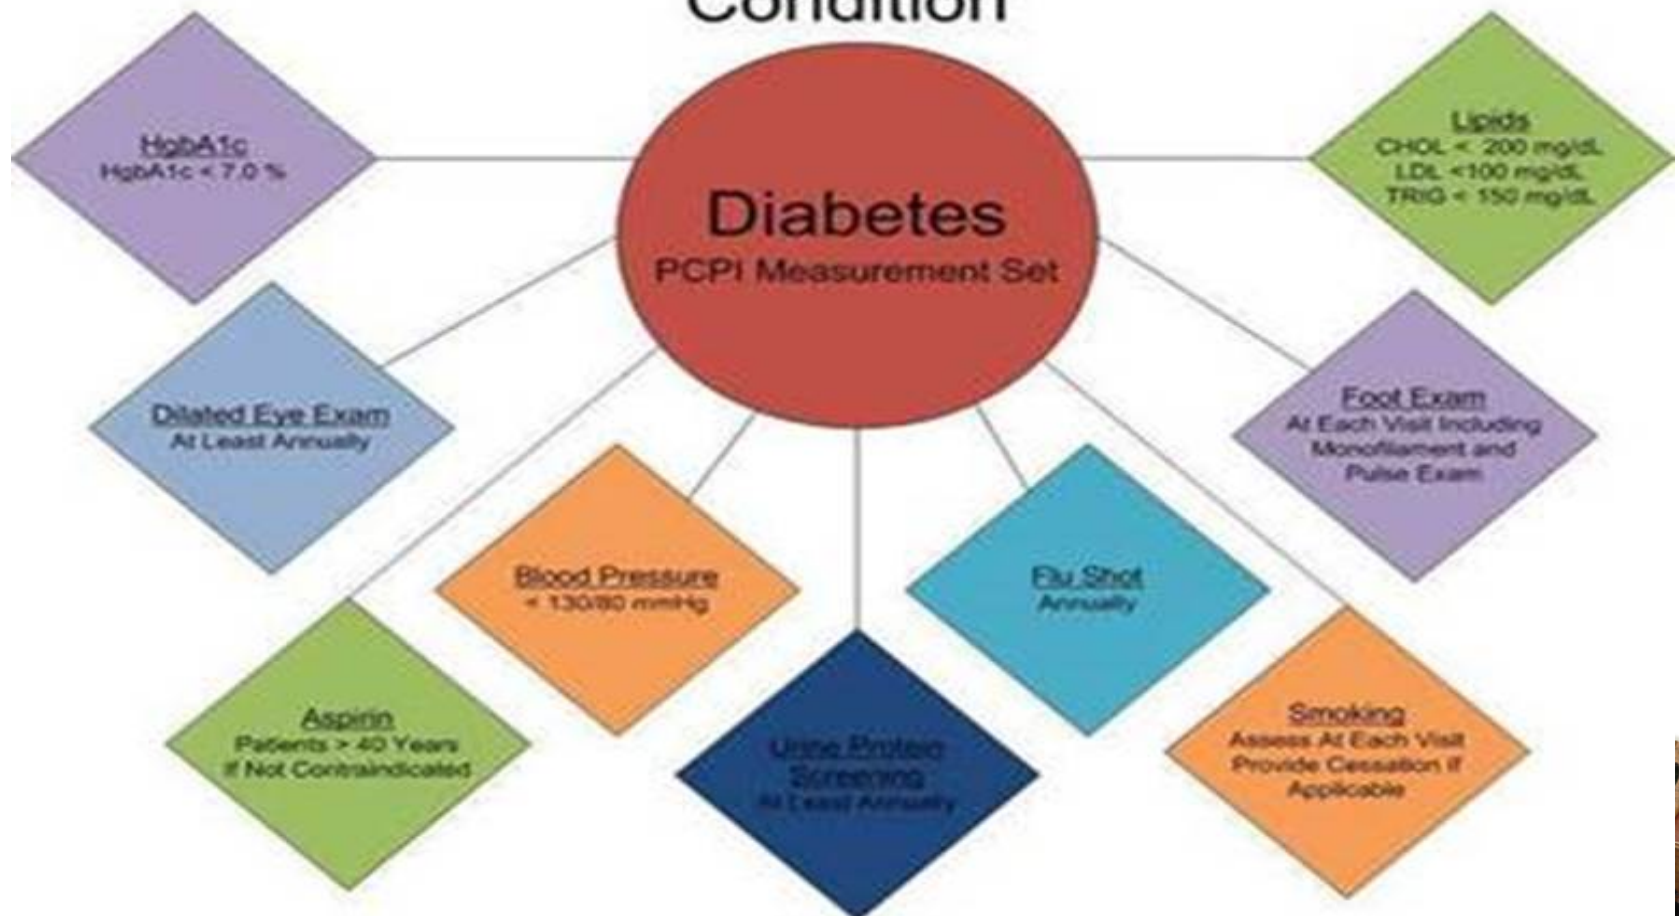 Condition
Diabetes
PCPI Measurement Set
HgbA1c
HgbA1c < 7.0 %
Lipids
CHOL < 200 mg/dL
LDL <100 mg/dL
TRIG < 150 mg/dL
Dilated Eye Exam
At Least Annually
Foot Exam
At Each Visit Including
Monofilament and
Pulse Exam
Blood Pressure
< 130/80 mmHg
Flu Shot
Annually
Aspirin
Patients > 40 Years
If Not Contraindicated
Urine Protein
Screening
At Least Annually
Smoking
Assess At Each Visit
Provide Cessation If
Applicable